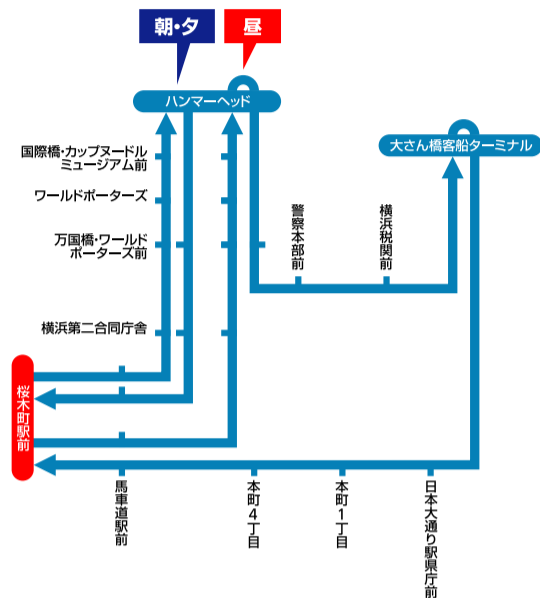 朝・夕
昼
ハンマーヘッド
大さん橋客船ターミナル
国際橋・カップヌードル
ミュージアム前
ワールドポーターズ
万国橋・ワールド
ポーターズ前
警察本部前
横浜税関前
横浜第二合同庁舎
桜木町駅前
馬車道駅前
本町4丁目
本町1丁目
日本大通り駅県庁前